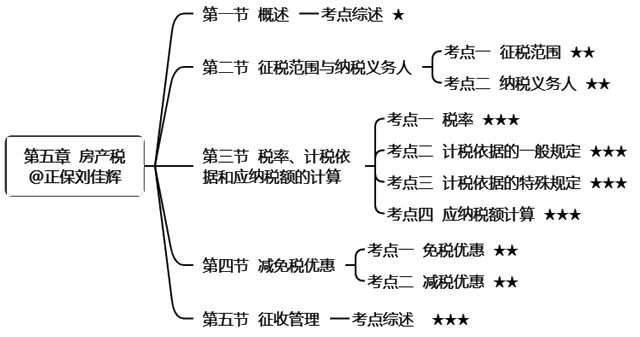 第一节 概述
考点综述 ★
第二节 征税范围与纳税义务人
考点一 征税范围 ★★
考点二 纳税义务人 ★★
第五章 房产税
@正保刘佳辉
第三节 税率、计税依
据和应纳税额的计算
考点一 税率 ★★★
考点二 计税依据的一般规定 ★★★
考点三 计税依据的特殊规定 ★★★
考点四 应纳税额计算 ★★★
第四节 减免税优惠
考点一 免税优惠 ★★
考点二 减税优惠 ★★
第五节 征收管理
考点综述 ★★★